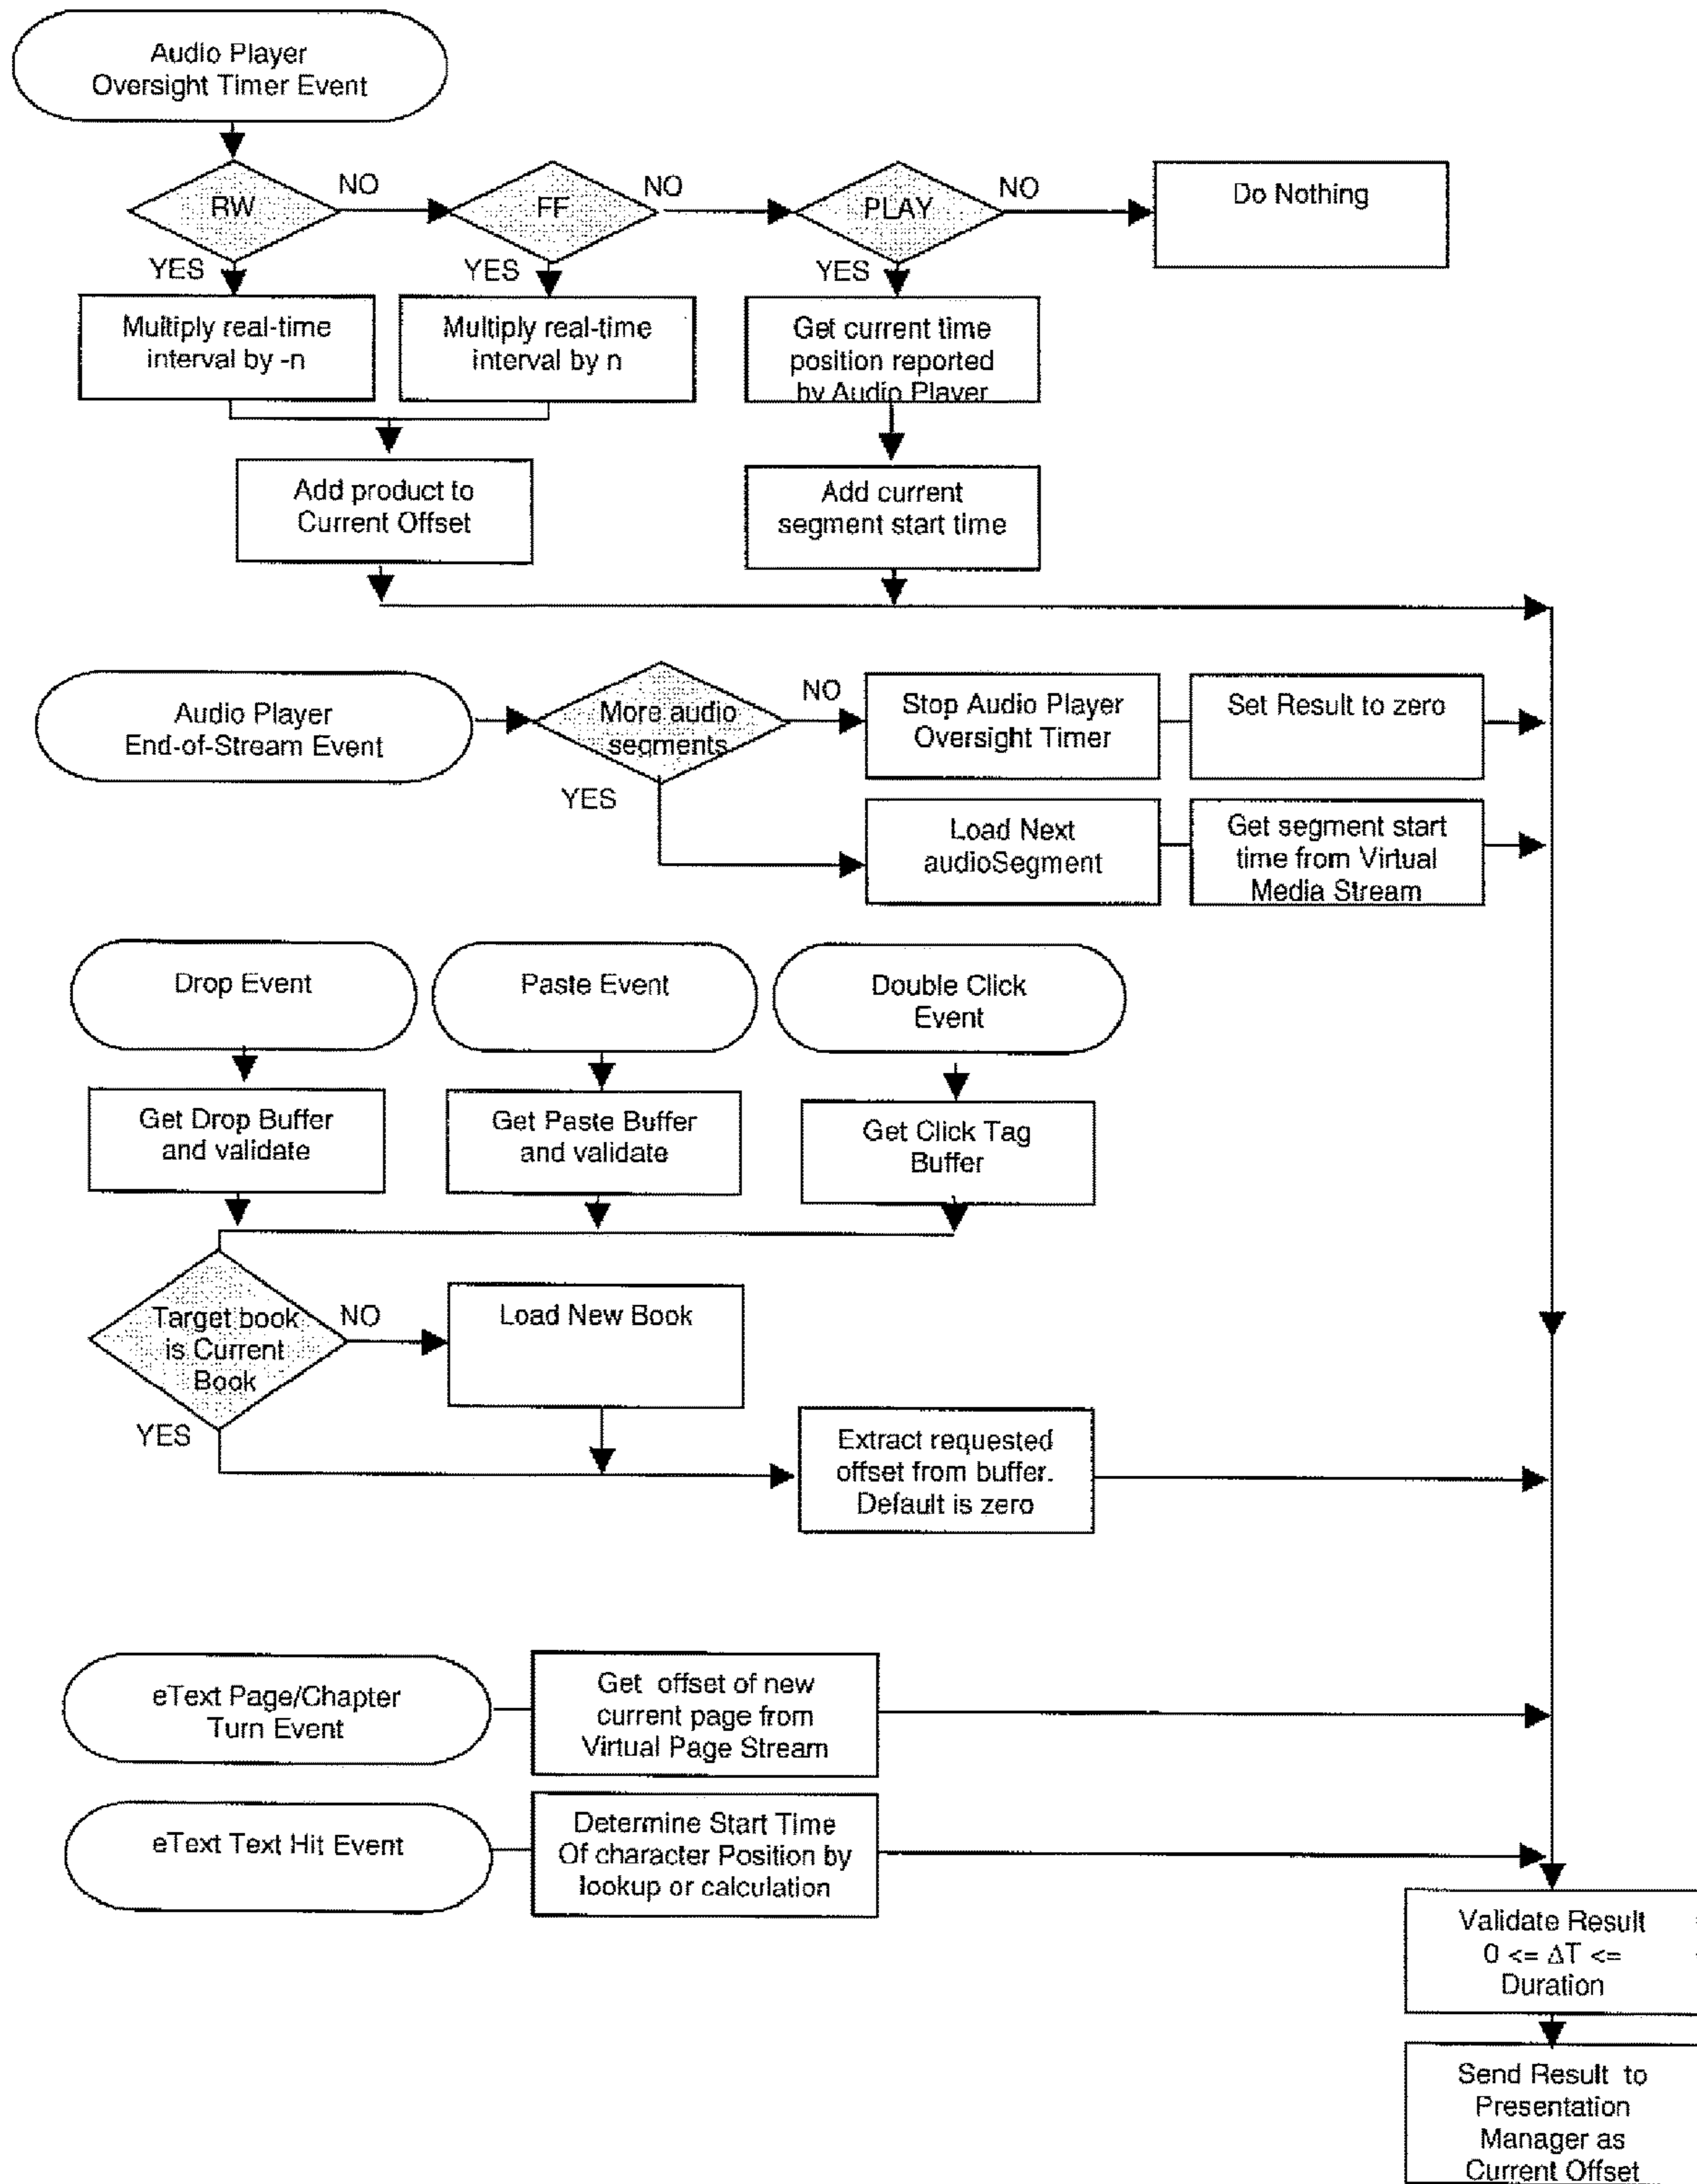 Audio Player
Oversight Timer Event
RW
NO
FF
NO
PLAY
NO
Do Nothing
YES
YES
YES
Multiply real-time
interval by -n
Multiply real-time
interval by n
Get current time
position reported
by Audio Player
Add product to
Current Offset
Add current
segment start time
Audio Player
End-of-Stream Event
More audio
segments
NO
Stop Audio Player
Oversight Timer
Set Result to zero
YES
Load Next
audioSegment
Get segment start
time from Virtual
Media Stream
Drop Event
Paste Event
Double Click
Event
Get Drop Buffer
and validate
Get Paste Buffer
and validate
Get Click Tag
Buffer
Target book
is Current
Book
NO
Load New Book
YES
Extract requested
offset from buffer.
Default is zero
eText Page/Chapter
Turn Event
Get offset of new
current page from
Virtual Page Stream
eText Text Hit Event
Determine Start Time
Of character Position by
lookup or calculation
Validate Result
0 <= ΔT <=
Duration
Send Result to
Presentation
Manager as
Current Offset